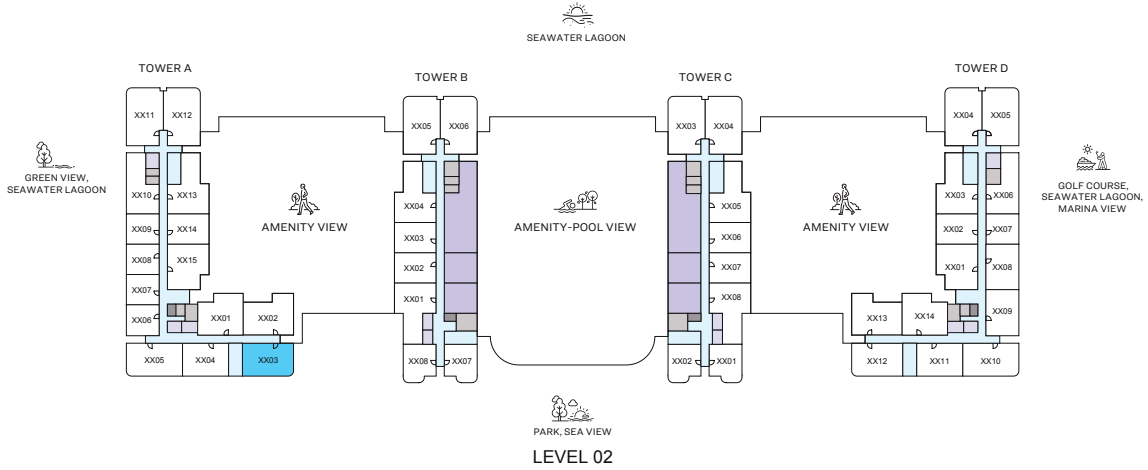 SEAWATER LAGOON
TOWER A
TOWER B
TOWER C
TOWER D
XX11 XX12
XX05 XX06
XX03 XX04
XX04 XX05
GREEN VIEW,
SEAWATER LAGOON
GOLF COURSE,
SEAWATER LAGOON,
MARINA VIEW
XX10 XX13
XX09 XX14
XX08 XX15
XX07
XX06
XX01 XX02
XX05 XX04 XX03
AMENITY VIEW
XX04
XX03
XX02
XX01
XX08 XX07
AMENITY-POOL VIEW
XX05
XX06
XX07
XX08
XX02 XX01
AMENITY VIEW
XX03 XX06
XX02 XX07
XX01 XX08
XX09
XX13 XX14
XX12 XX11 XX10
PARK, SEA VIEW
LEVEL 02